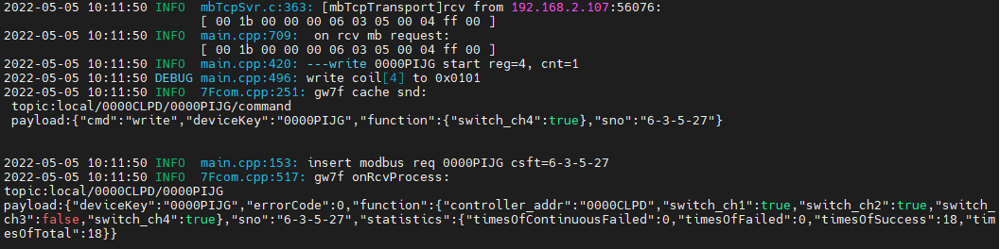 2022-05-05 10:11:50 INFO  mbTcpSvr.c:363: [mbTcpTransport]rcv from 192.168.2.107:56076:
[ 00 1b 00 00 00 06 03 05 00 04 ff 00 ]
2022-05-05 10:11:50 INFO  main.cpp:709:  on rcv mb request:
[ 00 1b 00 00 00 06 03 05 00 04 ff 00 ]
2022-05-05 10:11:50 INFO  main.cpp:420: ---write 0000PIJG start reg=4, cnt=1
2022-05-05 10:11:50 DEBUG main.cpp:496: write coil[4] to 0x0101
2022-05-05 10:11:50 INFO  7Fcom.cpp:251: gw7f cache snd:
topic:local/0000CLPD/0000PIJG/command
payload:{"cmd":"write","deviceKey":"0000PIJG","function":{"switch_ch4":true},"sno":"6-3-5-27"}
2022-05-05 10:11:50 INFO  main.cpp:153: insert modbus req 0000PIJG csft=6-3-5-27
2022-05-05 10:11:50 INFO  7Fcom.cpp:517: gw7f onRcvProcess:
topic:local/0000CLPD/0000PIJG
payload:{"deviceKey":"0000PIJG","errorCode":0,"function":{"controller_addr":"0000CLPD","switch_ch1":true,"switch_ch2":true,"switch_
ch3":false,"switch_ch4":true},"sno":"6-3-5-27","statistics":{"timesOfContinuousFailed":0,"timesOfFailed":0,"timesOfSuccess":18,"tim
esOfTotal":18}}